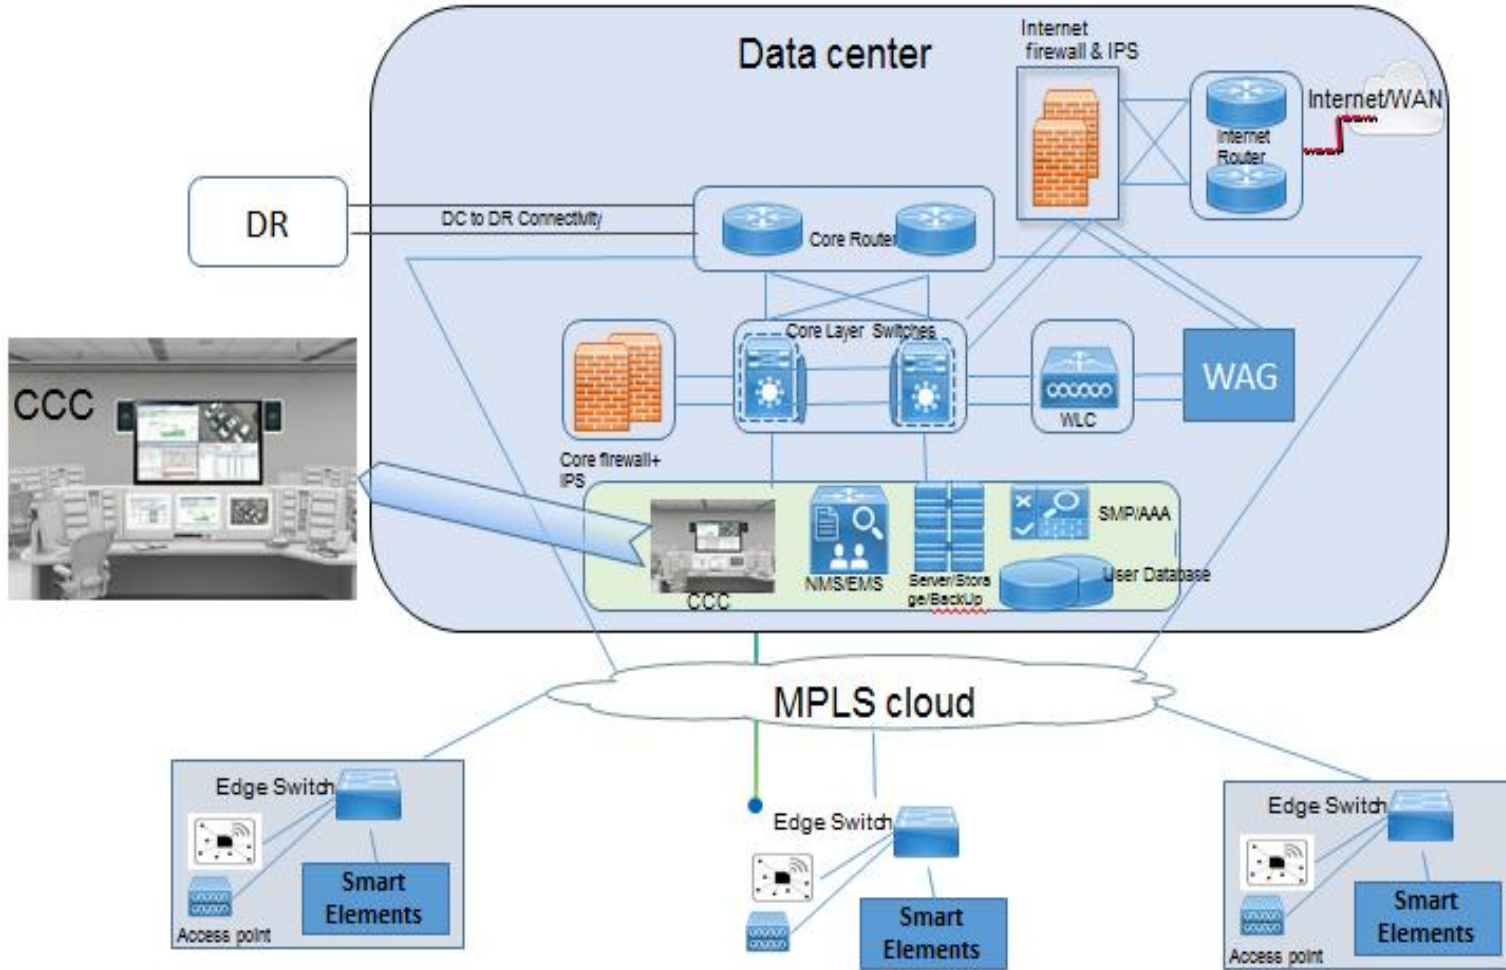 Data center
Internet
firewall & IPS
Internet/WAN
Internet
Router
DR
DC to DR Connectivity
Core Router
Core Layer Switches
CCC
WAG
WLC
Core firewall+
IPS
SMP/AAA
NMS/EMS
Server/Stora
ge/BackUp
User Database
CCC
MPLS cloud
Edge Switch
Smart
Elements
Access point
Edge Switch
Smart
Elements
Edge Switch
Smart
Elements
Access point